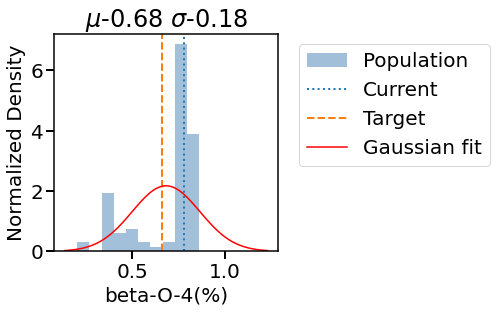 μ-0.68 σ-0.18
Normalized Density
6
4
2
0
0.5 1.0
beta-O-4(%)
Population
Current
Target
Gaussian fit